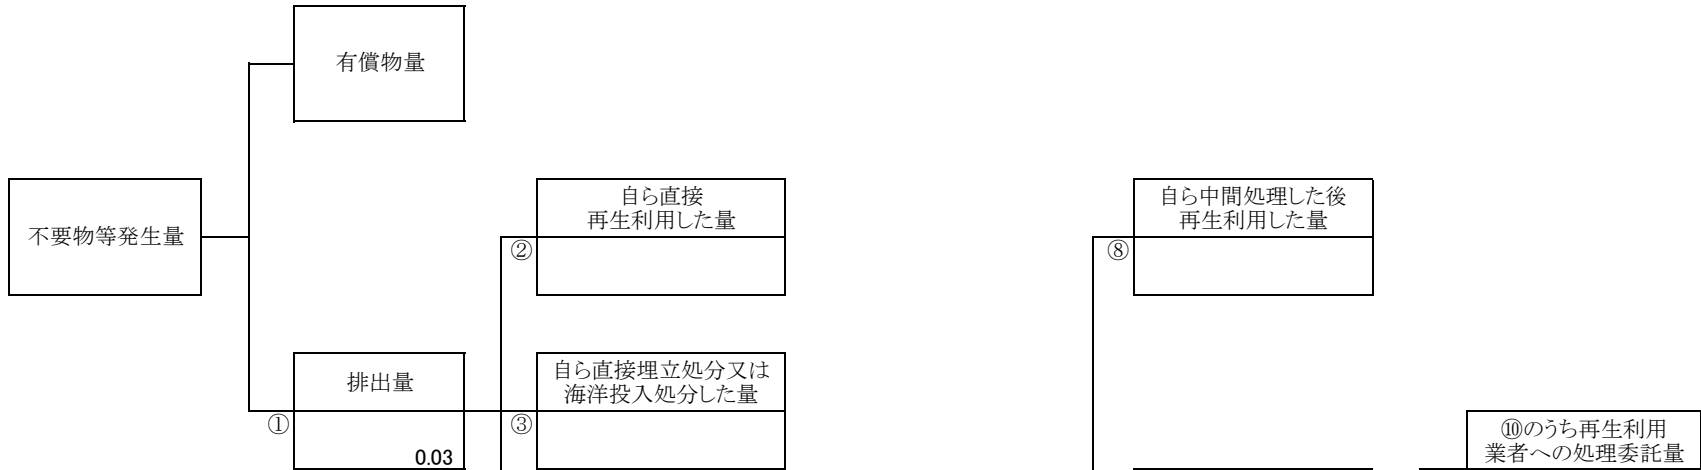 有償物量
不要物等発生量
自ら直接
再生利用した量
②
自ら中間処理した後
再生利用した量
⑧
排出量
①
0.03
自ら直接埋立処分又は
海洋投入処分した量
③
⑩のうち再生利用
業者への処理委託量